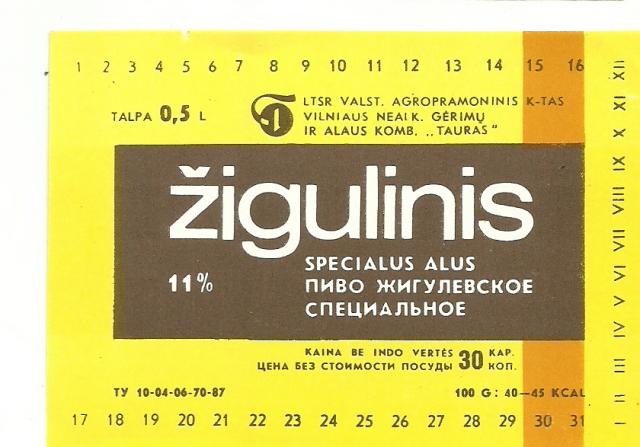 1 2 3 4 5 6 7 8 9 10 11 12 13 14 15 16
TALPA 0,5 L
LTSR VALST. AGROPRAMONINIS K-TAS
VILNIAUS NEALK. GĖRIMŲ
IR ALAUS KOMB. „TAURAS"
žigulinis
11%
SPECIALUS ALUS
ПИВО ЖИГУЛЕВСКОЕ
СПЕЦИАЛЬНОЕ
KAINA BE INDO VERTĖS 30 KAP.
ЦЕНА БЕЗ СТОИМОСТИ ПОСУДЫ КОП.
ТУ 10-04-06-70-87
100 G: 40—45 KCAL
17 18 19 20 21 22 23 24 25 26 27 28 29 30 31
I II III IV V VI VII VIII IX X XI XII